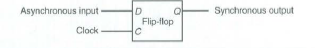 Asynchronous input D Q Synchronous output
Flip-flop
Clock C